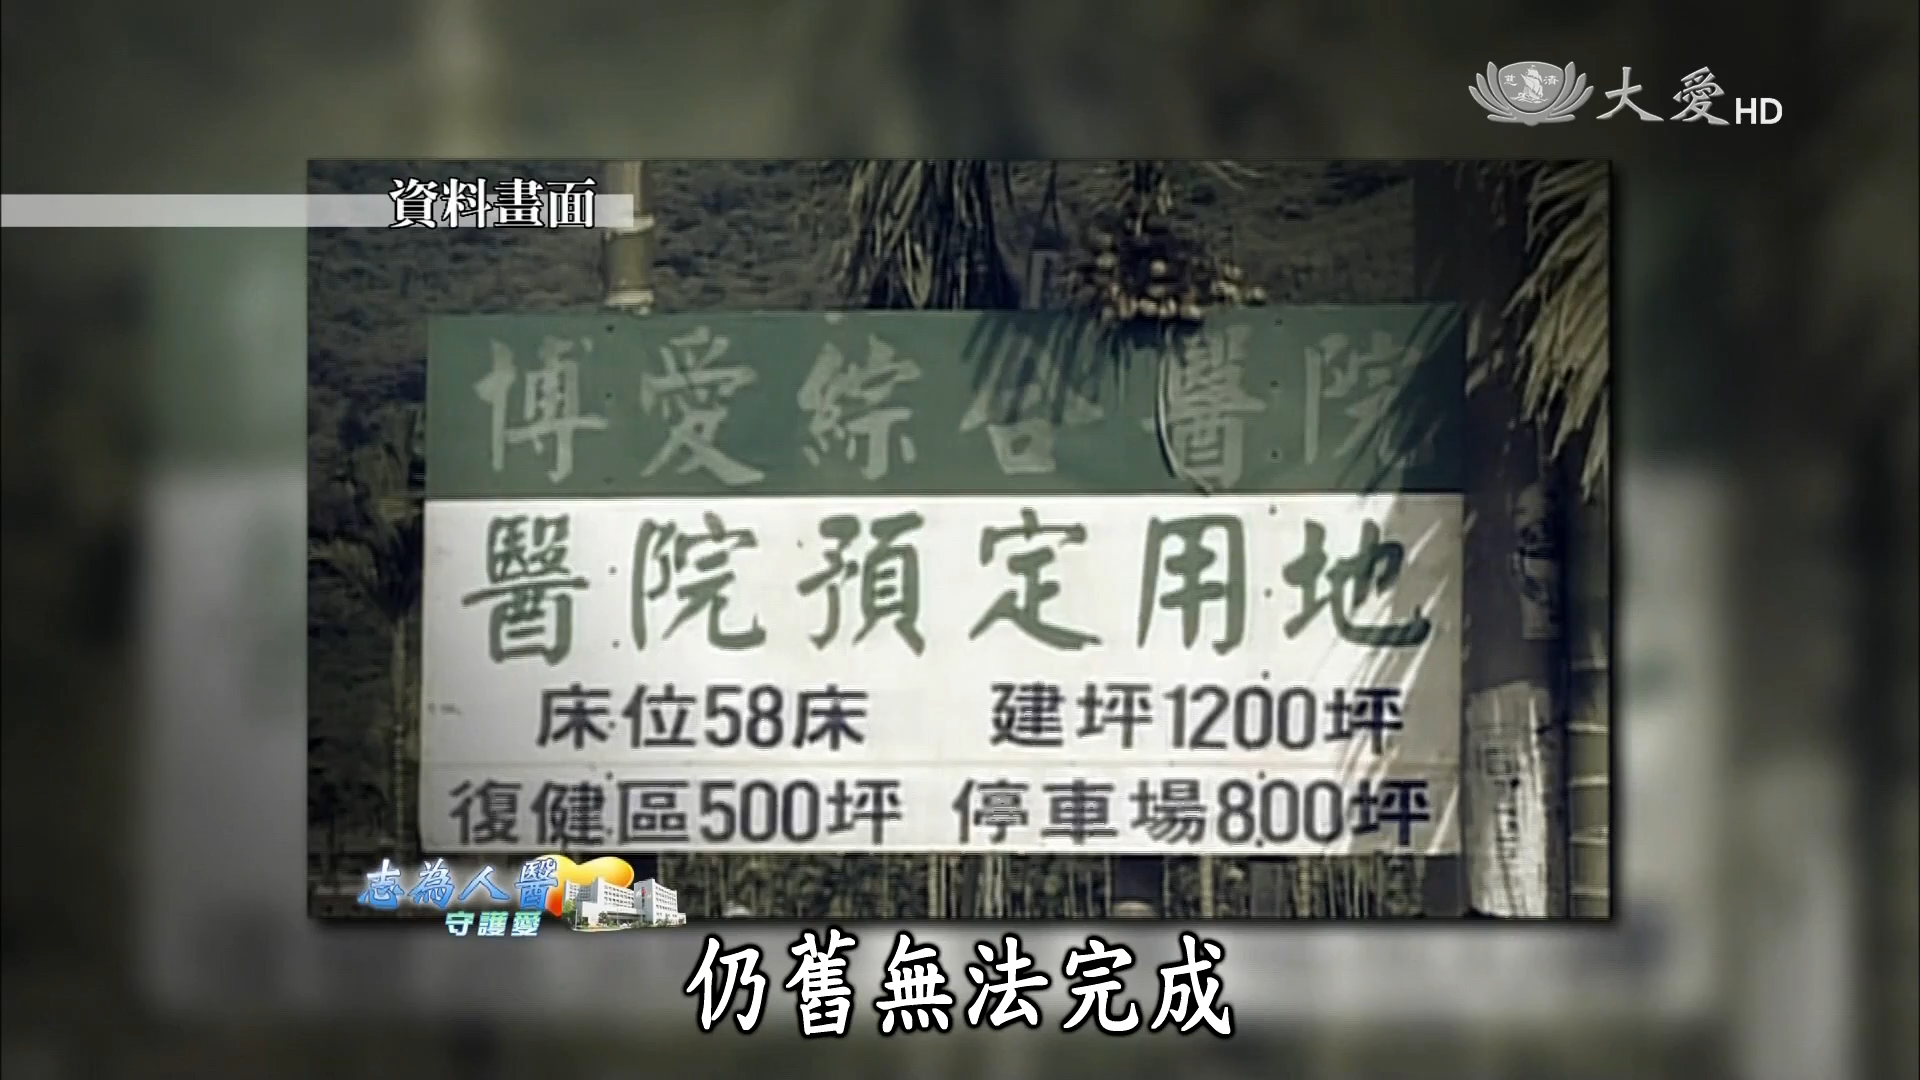 大愛HD
資料畫面
博愛綜合醫院
醫院預定用地
床位58床 建坪1200坪
復健區500坪 停車場800坪
志為人醫
守護愛
仍舊無法完成